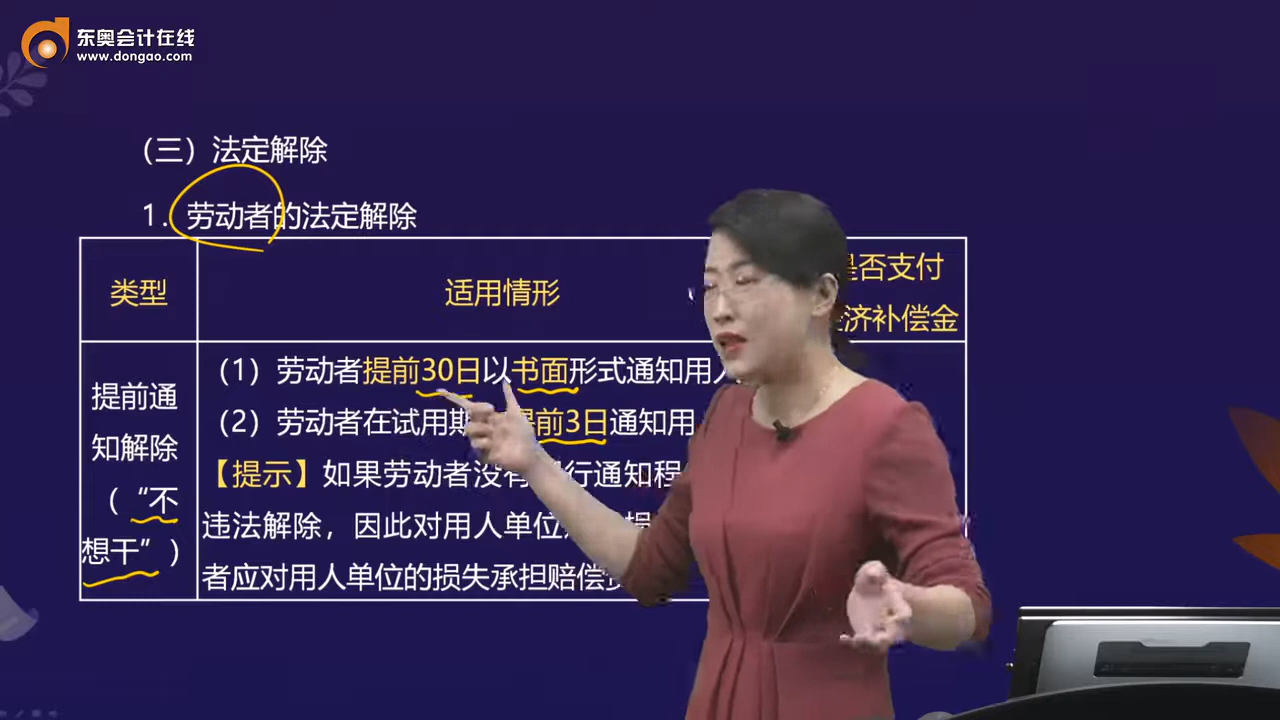 东奥会计在线
www.dongao.com
（三）法定解除
1. 劳动者的法定解除
类型
适用情形
是否支付
济补偿金
提前通
知解除
（“不
想干”）
（1）劳动者提前30日以书面形式通知用
（2）劳动者在试用期 前3日通知用
【提示】如果劳动者没有 行通知程
违法解除，因此对用人单位 损
者应对用人单位的损失承担赔偿